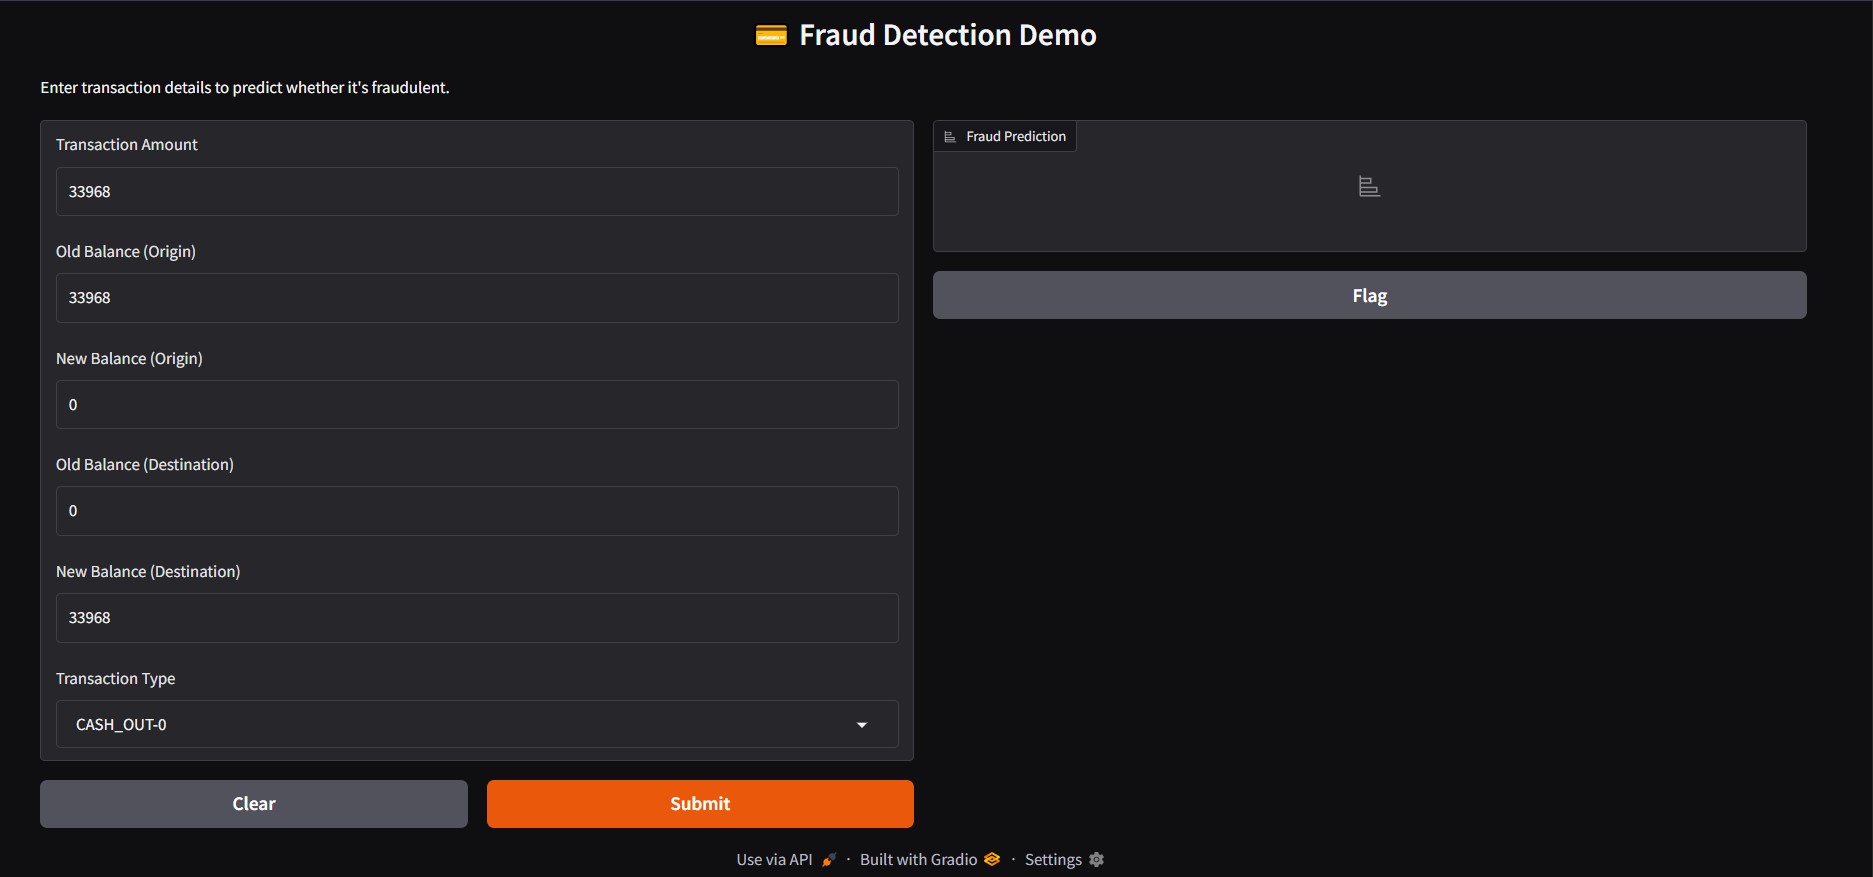 💳 Fraud Detection Demo
Enter transaction details to predict whether it's fraudulent.
Transaction Amount
33968
Old Balance (Origin)
33968
New Balance (Origin)
0
Old Balance (Destination)
0
New Balance (Destination)
33968
Transaction Type
CASH_OUT-0
Clear
Submit
Fraud Prediction
Flag
Use via API · Built with Gradio · Settings